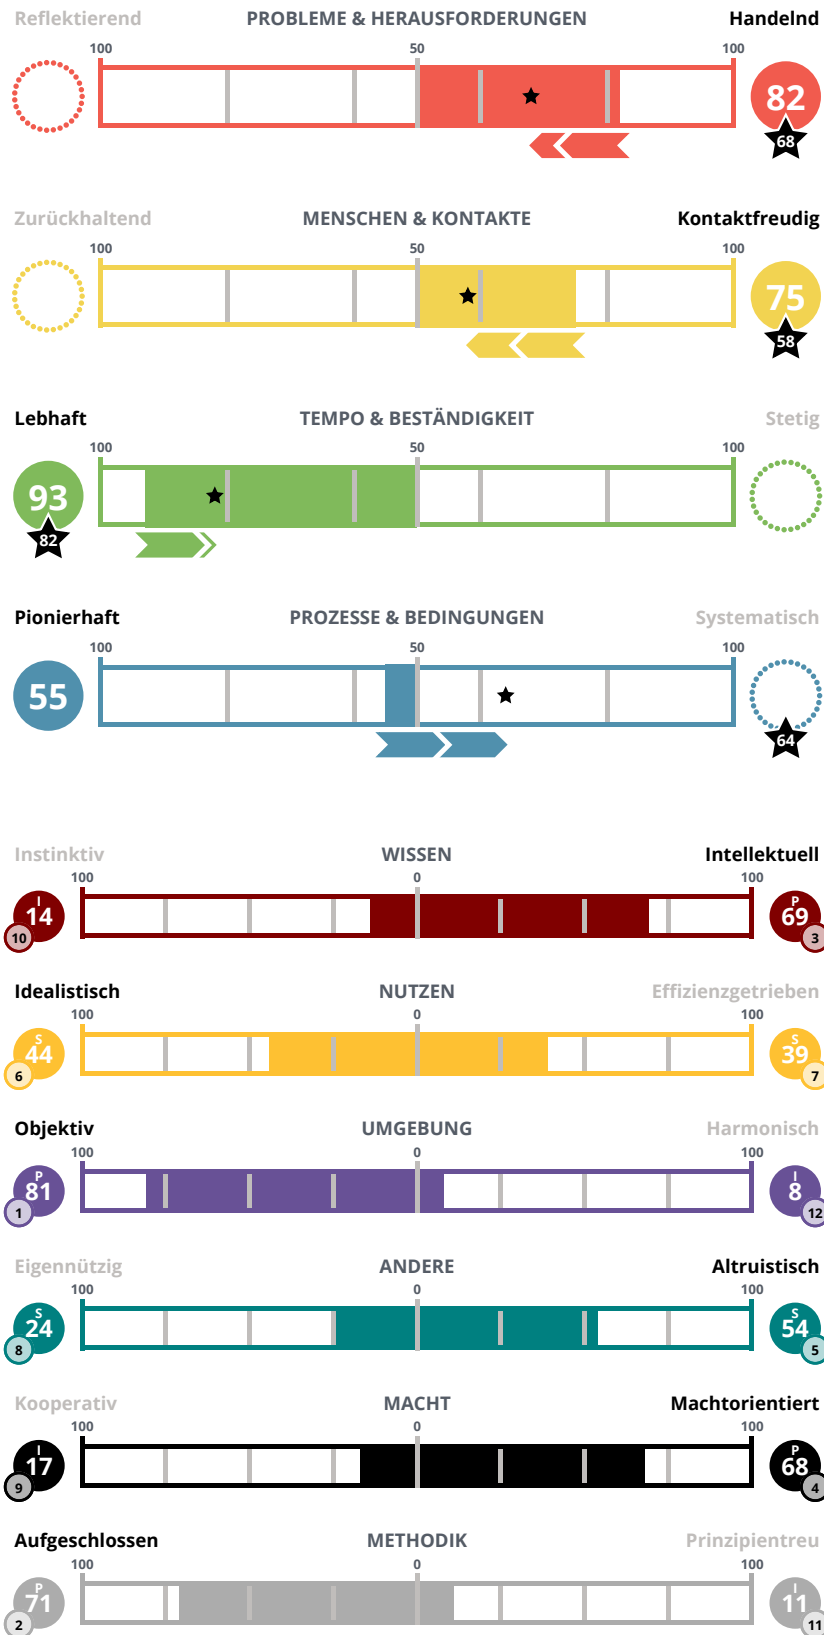 Reflektierend PROBLEME & HERAUSFORDERUNGEN Handelnd
100 50 100
82
68
Zurückhaltend MENSCHEN & KONTAKTE Kontaktfreudig
100 50 100
75
58
Lebhaft TEMPO & BESTÄNDIGKEIT Stetig
100 50 100
93
82
Pionierhaft PROZESSE & BEDINGUNGEN Systematisch
100 50 100
55
64
Instinktiv WISSEN Intellektuell
100 0 100
I P
14 69
10 3
Idealistisch NUTZEN Effizienzgetrieben
100 0 100
S S
44 39
6 7
Objektiv UMGEBUNG Harmonisch
100 0 100
P I
81 8
1 12
Eigennützig ANDERE Altruistisch
100 0 100
S S
24 54
8 5
Kooperativ MACHT Machtorientiert
100 0 100
I P
17 68
9 4
Aufgeschlossen METHODIK Prinzipientreu
100 0 100
P I
71 11
2 11